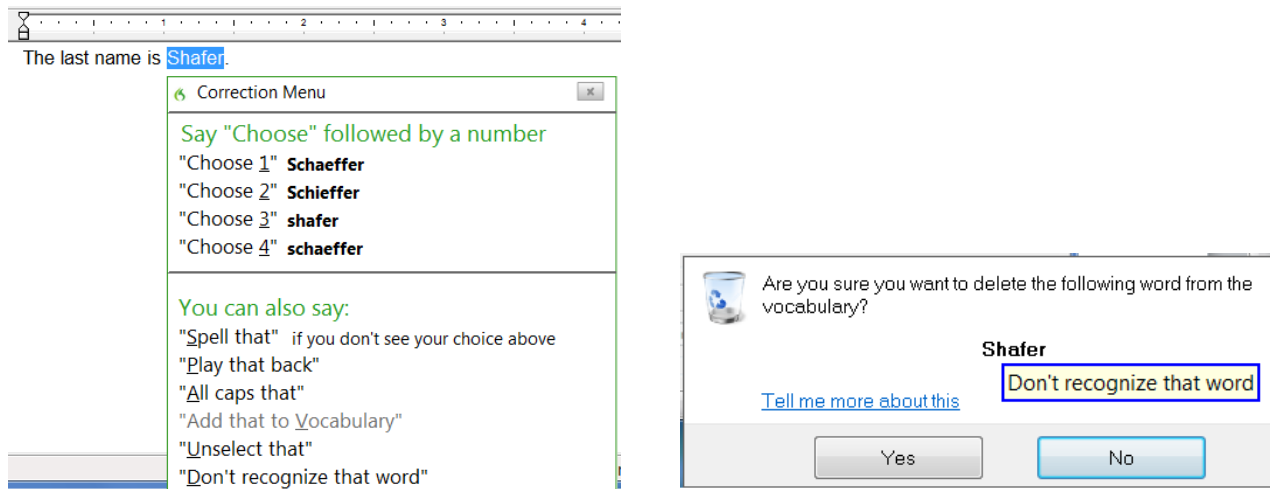 1 2 3 4
The last name is Shafer.
Correction Menu
Say "Choose" followed by a number
"Choose 1" Schaeffer
"Choose 2" Schieffer
"Choose 3" shafer
"Choose 4" schaeffer
You can also say:
"Spell that" if you don't see your choice above
"Play that back"
"All caps that"
"Add that to Vocabulary"
"Unselect that"
"Don't recognize that word"
Are you sure you want to delete the following word from the
vocabulary?
Shafer
Don't recognize that word
Tell me more about this
Yes No